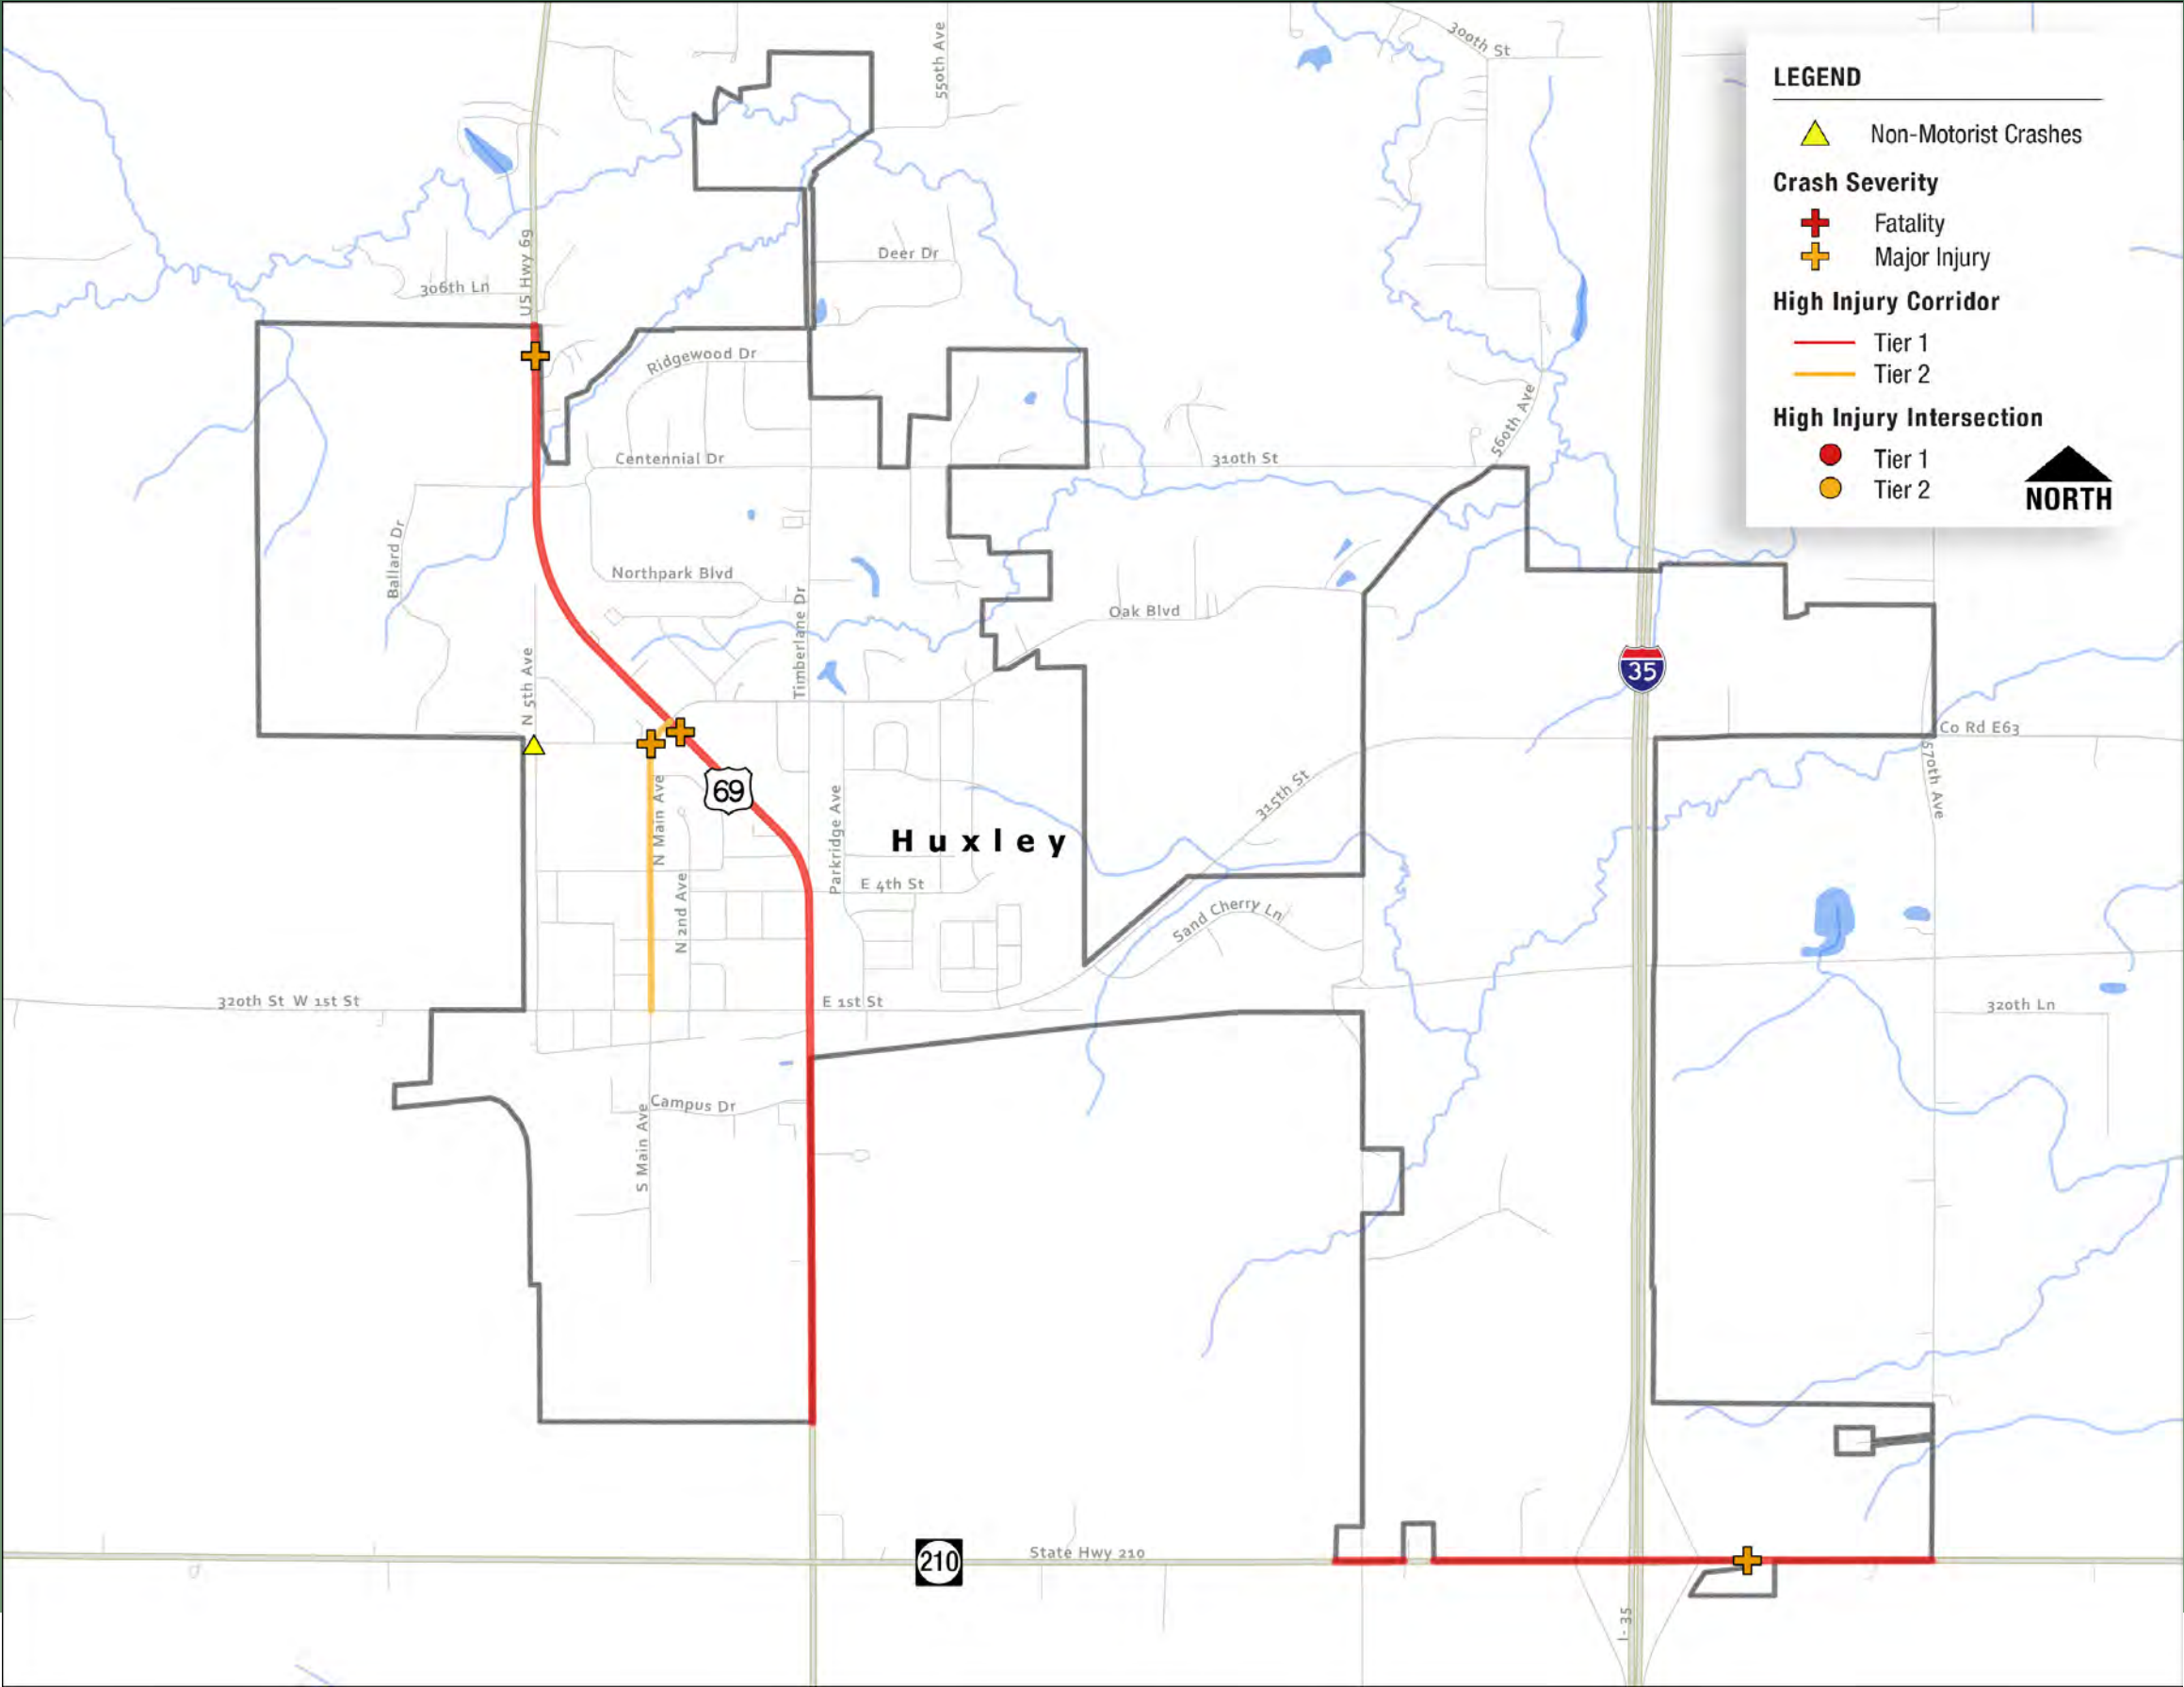 300th St
550th Ave
LEGEND
Non-Motorist Crashes
Crash Severity
Fatality
Major Injury
High Injury Corridor
Tier 1
Tier 2
High Injury Intersection
Tier 1
Tier 2
NORTH
US Hwy 69
Deer Dr
306th Ln
Ridgewood Dr
560th Ave
Centennial Dr
310th St
Ballard Dr
Northpark Blvd
Timberlane Dr
Oak Blvd
N 5th Ave
35
Co Rd E63
570th Ave
69
N Main Ave
Parkridge Ave
315th St
Huxley
E 4th St
N 2nd Ave
Sand Cherry Ln
320th St W 1st St
E 1st St
320th Ln
Campus Dr
S Main Ave
210
State Hwy 210
I-35